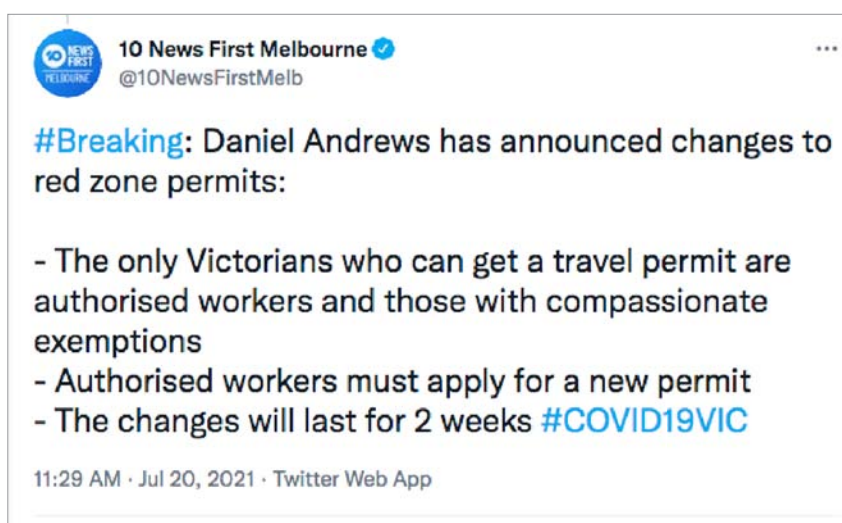 10 NEWS FIRST
MELBOURNE
10 News First Melbourne
@10NewsFirstMelb
#Breaking: Daniel Andrews has announced changes to
red zone permits:
- The only Victorians who can get a travel permit are
authorised workers and those with compassionate
exemptions
- Authorised workers must apply for a new permit
- The changes will last for 2 weeks #COVID19VIC
11:29 AM · Jul 20, 2021 · Twitter Web App